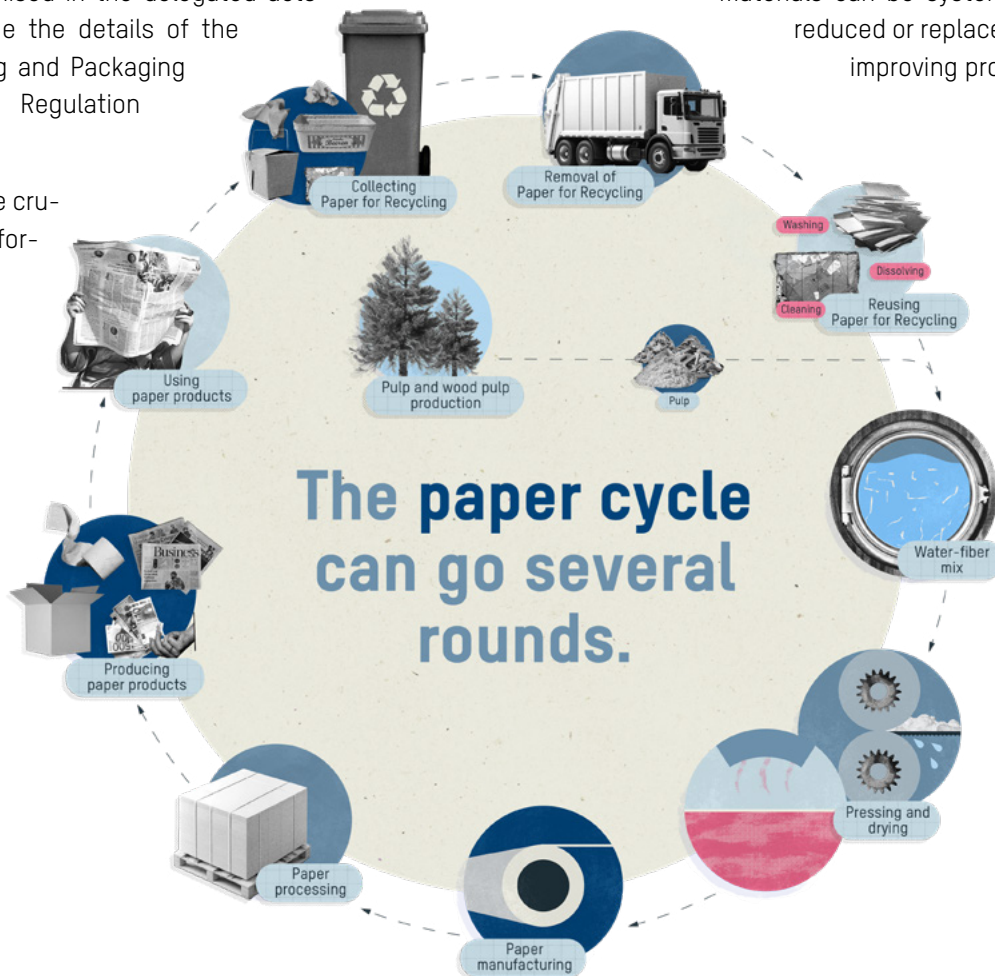 e the details of the
g and Packaging
Regulation
e cru-
for-
reduced or replace
improving pro
Collecting
Paper for Recycling
Removal of
Paper for Recycling
Washing
Dissolving
Cleaning
Reusing
Paper for Recycling
Using
paper products
Pulp and wood pulp
production
Pulp
The paper cycle
can go several
rounds.
Water-fiber
mix
Business
Producing
paper products
Pressing and
drying
Paper
processing
Paper
manufacturing